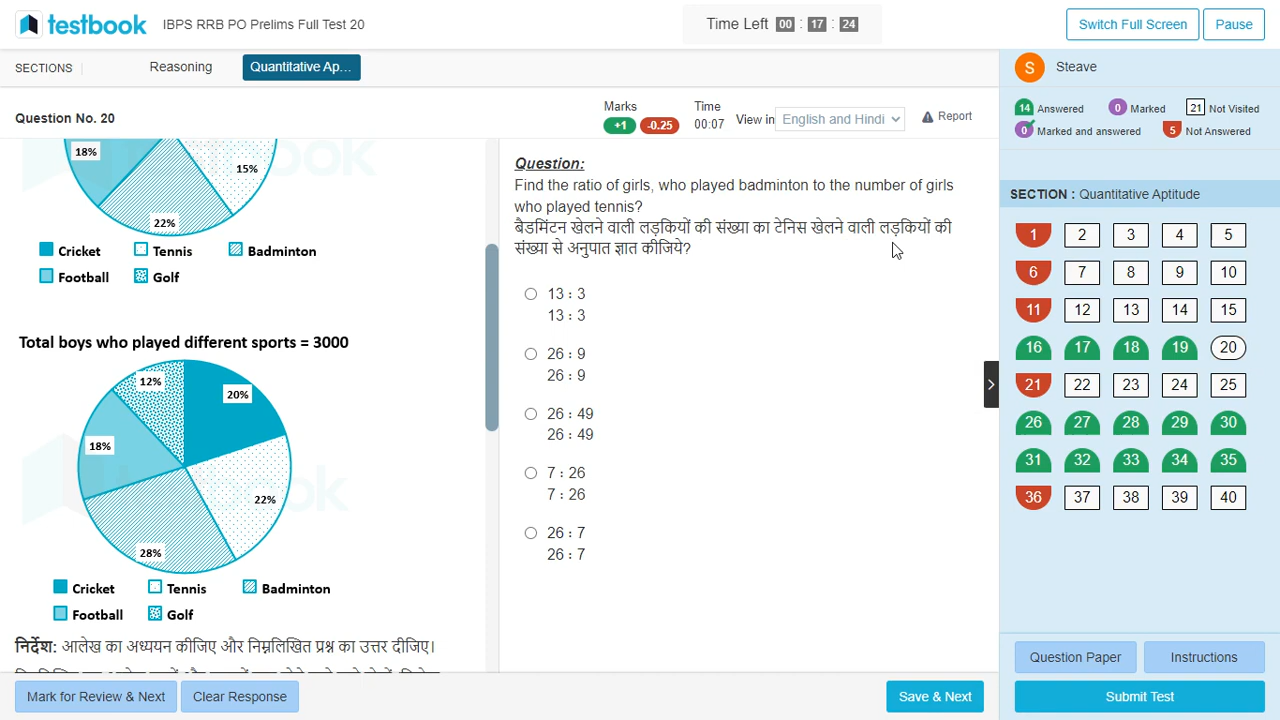 testbook
IBPS RRB PO Prelims Full Test 20
Time Left 00 : 17 : 24
Switch Full Screen
Pause
SECTIONS
Reasoning
Quantitative Ap...
S
Steave
14 Answered
0 Marked
21 Not Visited
0 Marked and answered
5 Not Answered
Question No. 20
Marks
+1 -0.25
Time
00:07
View in English and Hindi
Report
18%
15%
22%
Cricket Tennis Badminton
Football Golf
Total boys who played different sports = 3000
12%
20%
18%
22%
28%
Cricket Tennis Badminton
Football Golf
निर्देश: आलेख का अध्ययन कीजिए और निम्नलिखित प्रश्न का उत्तर दीजिए।
Question:
Find the ratio of girls, who played badminton to the number of girls
who played tennis?
बैडमिंटन खेलने वाली लड़कियों की संख्या का टेनिस खेलने वाली लड़कियों की
संख्या से अनुपात ज्ञात कीजिये?
13 : 3
13 : 3
26 : 9
26 : 9
26 : 49
26 : 49
7 : 26
7 : 26
26 : 7
26 : 7
SECTION : Quantitative Aptitude
1 2 3 4 5
6 7 8 9 10
11 12 13 14 15
16 17 18 19 20
21 22 23 24 25
26 27 28 29 30
31 32 33 34 35
36 37 38 39 40
Mark for Review & Next
Clear Response
Save & Next
Question Paper
Instructions
Submit Test